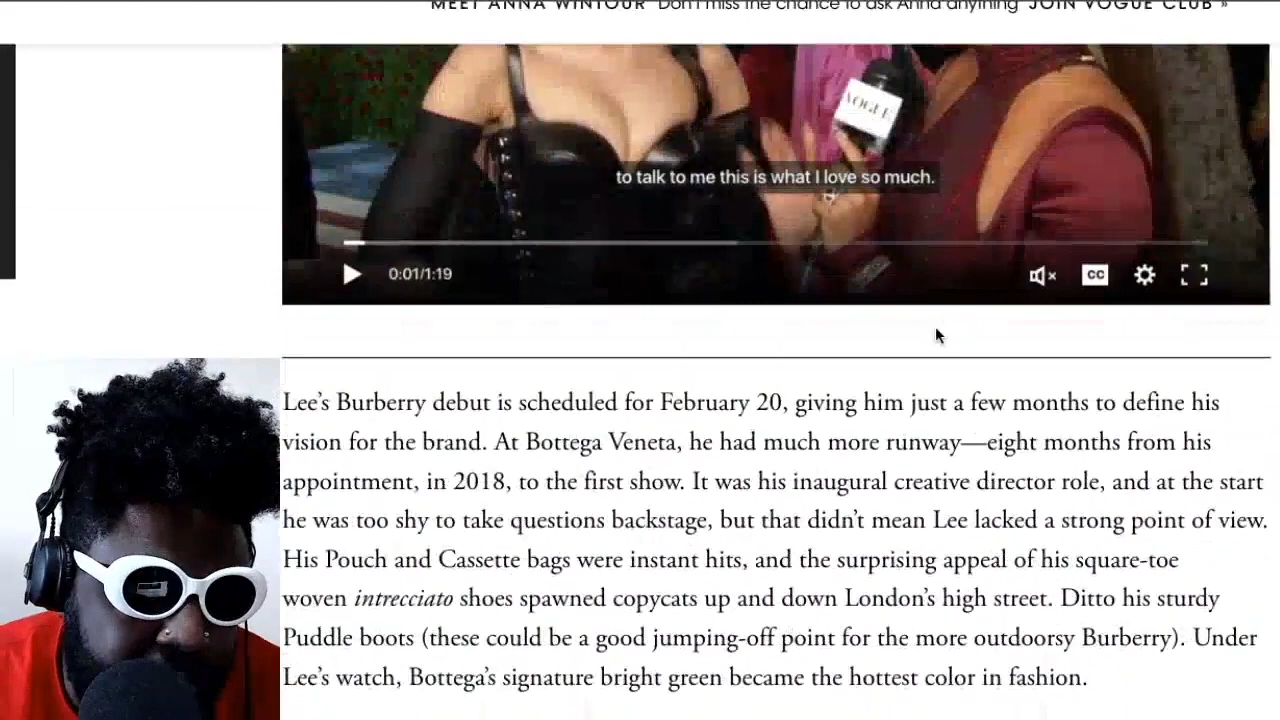 MEET ANNA WINTOUR Don't miss the chance to ask Anna anything JOIN VOGUE CLUB »
VOGUE
to talk to me this is what I love so much.
0:01/1:19
CC
Lee's Burberry debut is scheduled for February 20, giving him just a few months to define his
vision for the brand. At Bottega Veneta, he had much more runway—eight months from his
appointment, in 2018, to the first show. It was his inaugural creative director role, and at the start
he was too shy to take questions backstage, but that didn't mean Lee lacked a strong point of view.
His Pouch and Cassette bags were instant hits, and the surprising appeal of his square-toe
woven intrecciato shoes spawned copycats up and down London's high street. Ditto his sturdy
Puddle boots (these could be a good jumping-off point for the more outdoorsy Burberry). Under
Lee's watch, Bottega's signature bright green became the hottest color in fashion.